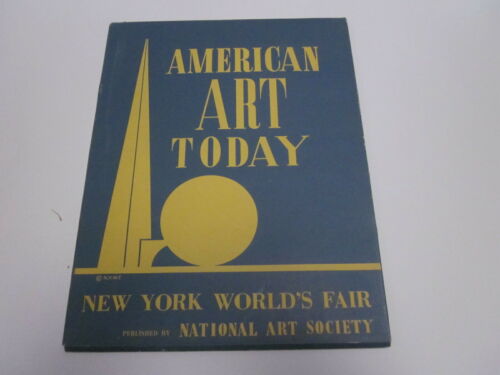 AMERICAN
ART
TODAY
NEW YORK WORLD'S FAIR
PUBLISHED BY NATIONAL ART SOCIETY